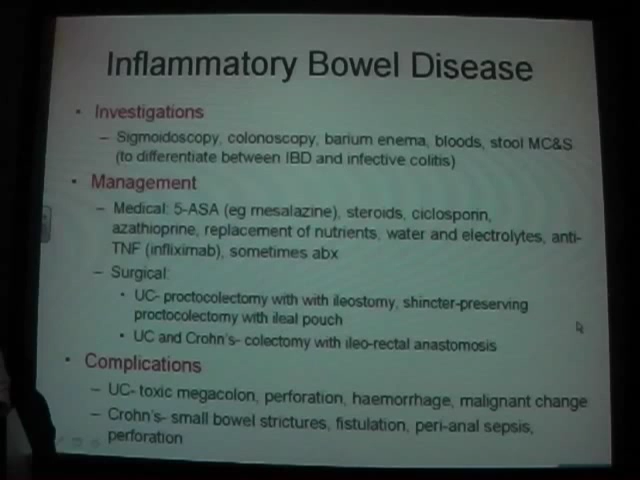 Inflammatory Bowel Disease
• Investigations
– Sigmoidoscopy, colonoscopy, barium enema, bloods, stool MC&S
(to differentiate between IBD and infective colitis)
• Management
– Medical: 5-ASA (eg mesalazine), steroids, ciclosporin,
azathioprine, replacement of nutrients, water and electrolytes, anti-
TNF (infliximab), sometimes abx
– Surgical:
• UC- proctocolectomy with with ileostomy, shincter-preserving
proctocolectomy with ileal pouch
• UC and Crohn's- colectomy with ileo-rectal anastomosis
• Complications
– UC- toxic megacolon, perforation, haemorrhage, malignant change
– Crohn's- small bowel strictures, fistulation, peri-anal sepsis,
perforation